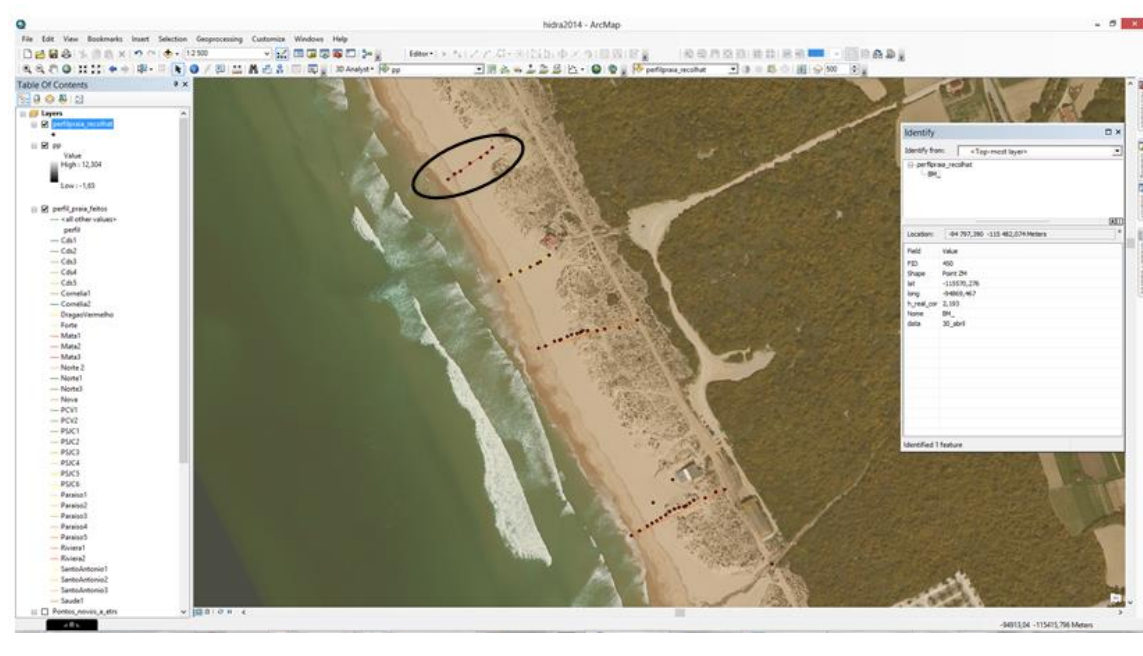 hidra2014 - ArcMap
File Edit View Bookmarks Insert Selection Geoprocessing Customize Windows Help
1:2 500
Editor
3D Analyst
pp
perfilpraia_recolhat
500
Table Of Contents
Layers
perfilpraia_recolhat
pp
Value
High : 12,304
Low : -1,63
perfil_praia_feitos
<all other values>
perfil
Cds1
Cds2
Cds3
Cds4
Cds5
Cornelia1
Cornélia2
DragaoVermelho
Forte
Mata1
Mata2
Mata3
Norte 2
Norte1
Norte3
Nova
PCV1
PCV2
PSJC1
PSJC2
PSJC3
PSJC4
PSJC5
PSJC6
Paraiso1
Paraiso2
Paraiso3
Paraiso4
Paraiso5
Riviera1
Riviera2
SantoAntonio1
SantoAntonio2
SantoAntonio3
Saude1
Pontos_novos_a_etrs
Identify
Identify from: <Top-most layer>
perfilpraia_recolhat
BM_
Location: -94 797,390 -115 482,074 Meters
Field Value
FID 460
Shape Point ZM
lat -115570,276
long -94869,467
h_real_cor 2,193
Nome BM_
data 30_abril
Identified 1 feature
-94913,04 -115415,796 Meters